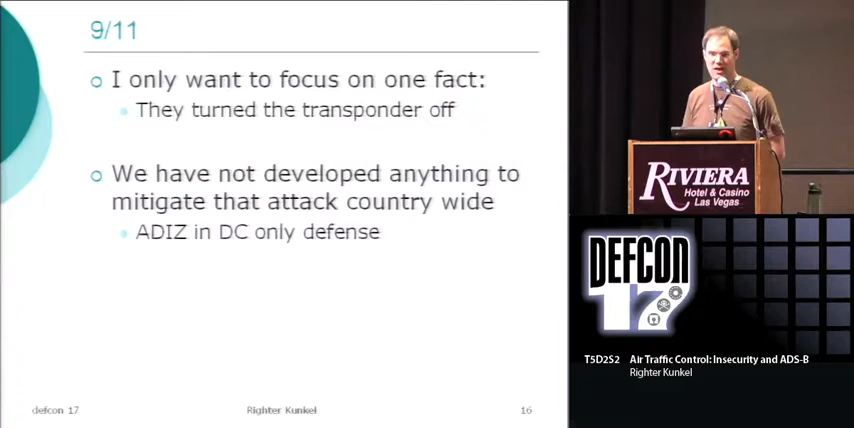 9/11
I only want to focus on one fact:
They turned the transponder off
We have not developed anything to
mitigate that attack country wide
ADIZ in DC only defense
defcon 17
Righter Kunkel
16
RIVIERA
Hotel & Casino
Las Vegas
DEFCON
17
T5D2S2 Air Traffic Control: Insecurity and ADS-B
Righter Kunkel